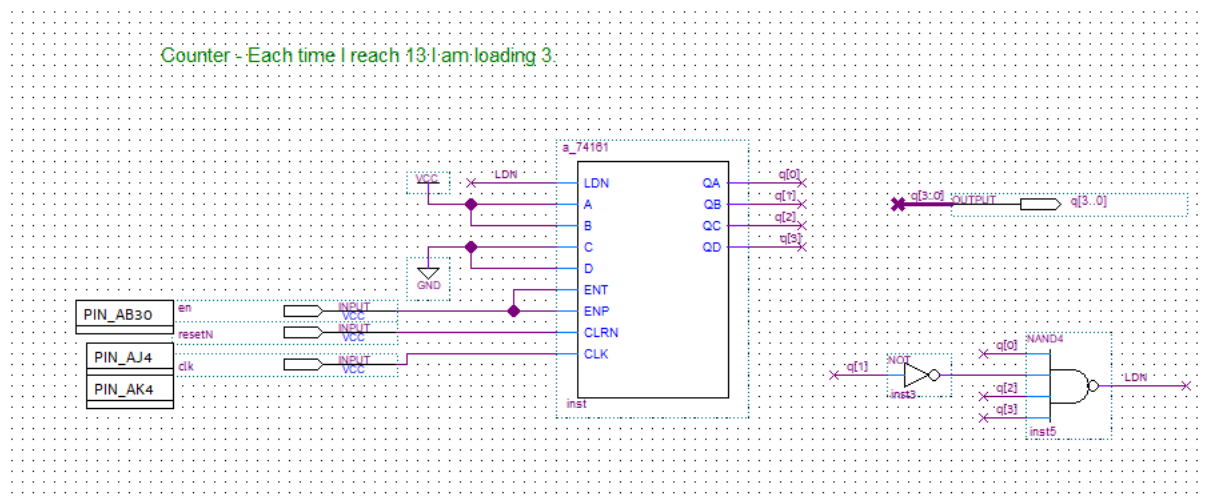 Counter - Each time I reach 13 I am loading 3.
a_74161
VCC
LDN
LDN
QA
q[0]
A
QB
q[1]
B
QC
q[2]
C
QD
q[3]
D
GND
ENT
ENP
CLRN
CLK
inst
q[3..0]
OUTPUT
q[3..0]
PIN_AB30
en
INPUT
VCC
resetN
INPUT
VCC
PIN_AJ4
clk
INPUT
VCC
PIN_AK4
q[1]
NOT
inst3
NAND4
q[0]
q[2]
q[3]
LDN
inst5